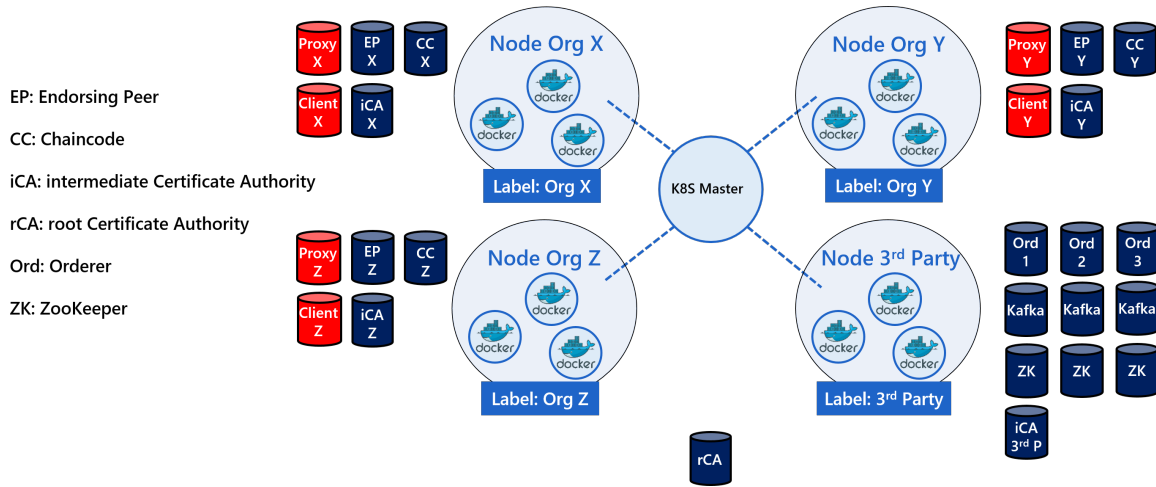 EP: Endorsing Peer
CC: Chaincode
iCA: intermediate Certificate Authority
rCA: root Certificate Authority
Ord: Orderer
ZK: ZooKeeper
Proxy
X
EP
X
CC
X
Client
X
iCA
X
Node Org X
docker
docker
docker
Label: Org X
Node Org Y
docker
docker
docker
Label: Org Y
Proxy
Y
EP
Y
CC
Y
Client
Y
iCA
Y
K8S Master
Proxy
Z
EP
Z
CC
Z
Client
Z
iCA
Z
Node Org Z
docker
docker
docker
Label: Org Z
Node 3rd Party
docker
docker
docker
Label: 3rd Party
Ord
1
Ord
2
Ord
3
Kafka
Kafka
Kafka
ZK
ZK
ZK
iCA
3rd P
rCA